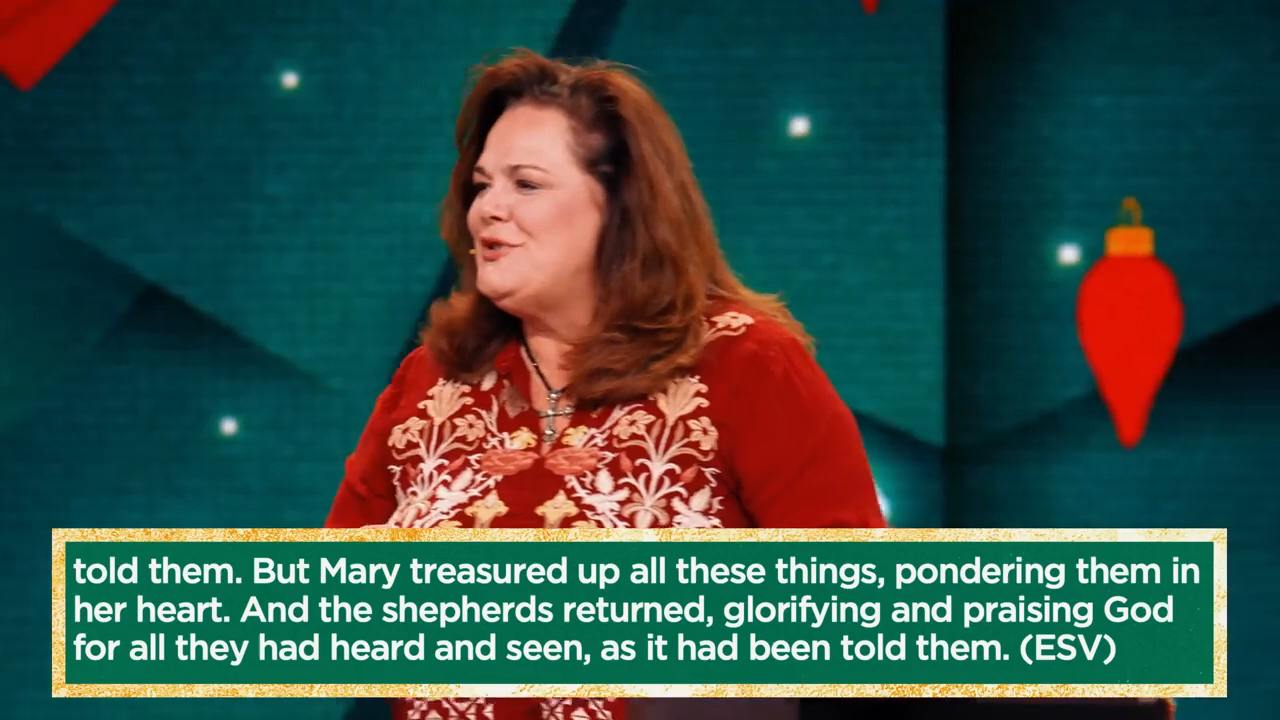 told them. But Mary treasured up all these things, pondering them in
her heart. And the shepherds returned, glorifying and praising God
for all they had heard and seen, as it had been told them. (ESV)